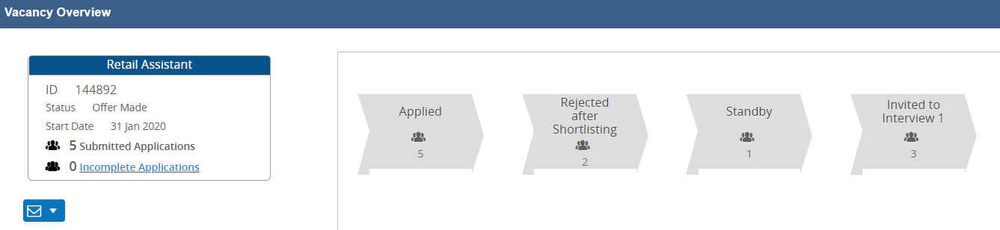 Vacancy Overview
Retail Assistant
ID 144892
Status Offer Made
Start Date 31 Jan 2020
5 Submitted Applications
0 Incomplete Applications
Applied
5
Rejected
after
Shortlisting
2
Standby
1
Invited to
Interview 1
3